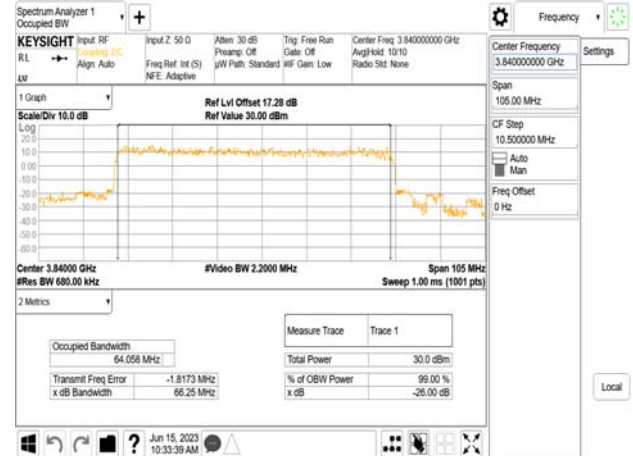 Spectrum Analyzer 1
Occupied BW
Frequency
KEYSIGHT
Input: RF
Coupling: DC
Align: Auto
Input Z: 50 Ω
Freq Ref: Int (S)
NFE: Adaptive
Atten: 30 dB
Preamp: Off
µW Path: Standard
Trig: Free Run
Gate: Off
#IF Gain: Low
Center Freq: 3.840000000 GHz
Avg|Hold: 10/10
Radio Std: None
RL
Center Frequency
3.840000000 GHz
Settings
Span
105.00 MHz
CF Step
10.500000 MHz
Auto
Man
Freq Offset
0 Hz
1 Graph
Scale/Div 10.0 dB
Ref Lvl Offset 17.28 dB
Ref Value 30.00 dBm
Log
20.0
10.0
0.00
-10.0
-20.0
-30.0
-40.0
-50.0
-60.0
Center 3.84000 GHz
#Video BW 2.2000 MHz
Span 105 MHz
#Res BW 680.00 kHz
Sweep 1.00 ms (1001 pts)
2 Metrics
Measure Trace
Trace 1
Occupied Bandwidth
64.058 MHz
Total Power
30.0 dBm
Transmit Freq Error
-1.8173 MHz
% of OBW Power
99.00 %
x dB Bandwidth
66.25 MHz
x dB
-26.00 dB
Local
Jun 15, 2023
10:33:39 AM